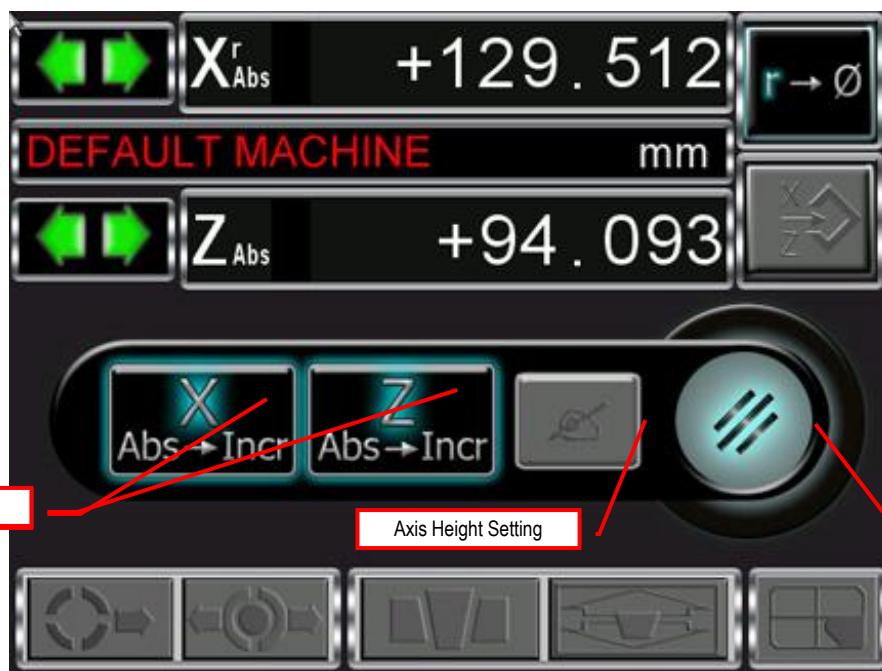 X r Abs +129.512
r→Ø
DEFAULT MACHINE mm
X
Z
Z Abs +94.093
X Z
Abs→Incr Abs→Incr
Axis Height Setting